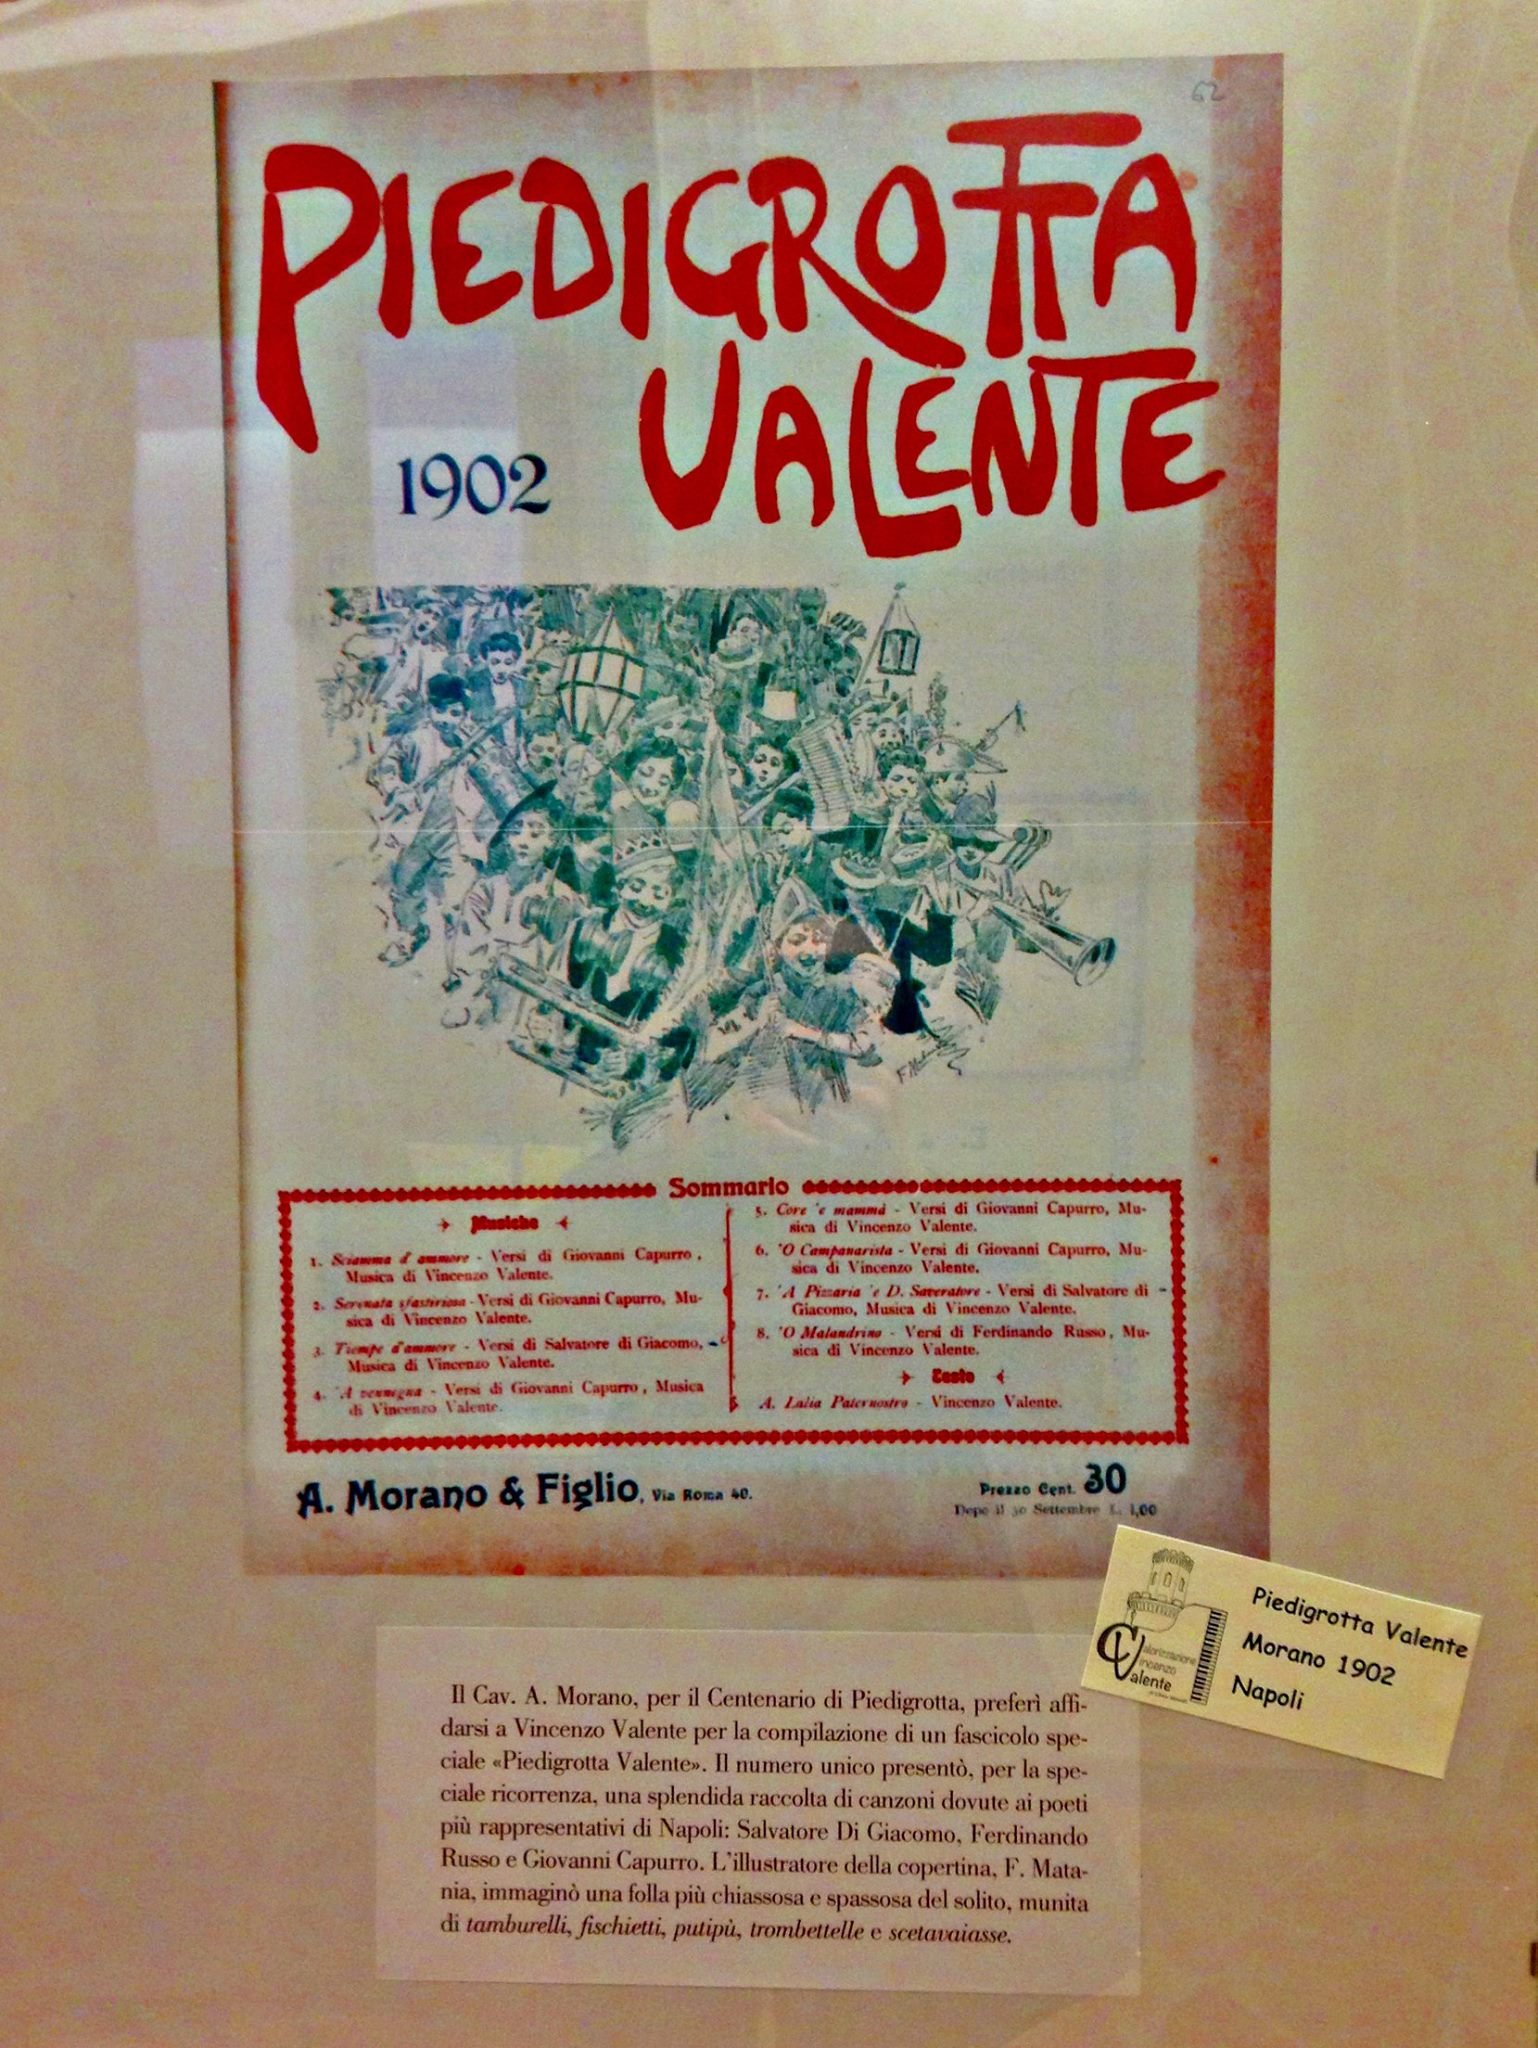 62
PIEDIGROTTA
VALENTE
1902
F. Matania
Sommario
Musiche
1. Sciamma d' ammore - Versi di Giovanni Capurro,
Musica di Vincenzo Valente.
2. Serenata sfastiriosa - Versi di Giovanni Capurro, Mu-
sica di Vincenzo Valente.
3. Tiempe d'ammore - Versi di Salvatore di Giacomo,
Musica di Vincenzo Valente.
4. 'A vennegna - Versi di Giovanni Capurro, Musica
di Vincenzo Valente.
5. Core 'e mammà - Versi di Giovanni Capurro, Mu-
sica di Vincenzo Valente.
6. 'O Campanarista - Versi di Giovanni Capurro, Mu-
sica di Vincenzo Valente.
7. 'A Pizzaria 'e D. Saveratore - Versi di Salvatore di
Giacomo, Musica di Vincenzo Valente.
8. 'O Malandrino - Versi di Ferdinando Russo, Mu-
sica di Vincenzo Valente.
Testo
A. Lalia Paternostro - Vincenzo Valente.
A. Morano & Figlio, Via Roma 40.
Prezzo Cent. 30
Dopo il 30 Settembre L. 1,00
Valorizzazione
Vincenzo
Valente
Piedigrotta Valente
Morano 1902
Napoli
Il Cav. A. Morano, per il Centenario di Piedigrotta, preferì affi-
darsi a Vincenzo Valente per la compilazione di un fascicolo spe-
ciale «Piedigrotta Valente». Il numero unico presentò, per la spe-
ciale ricorrenza, una splendida raccolta di canzoni dovute ai poeti
più rappresentativi di Napoli: Salvatore Di Giacomo, Ferdinando
Russo e Giovanni Capurro. L'illustratore della copertina, F. Mata-
nia, immaginò una folla più chiassosa e spassosa del solito, munita
di tamburelli, fischietti, putipù, trombettelle e scetavaiasse.